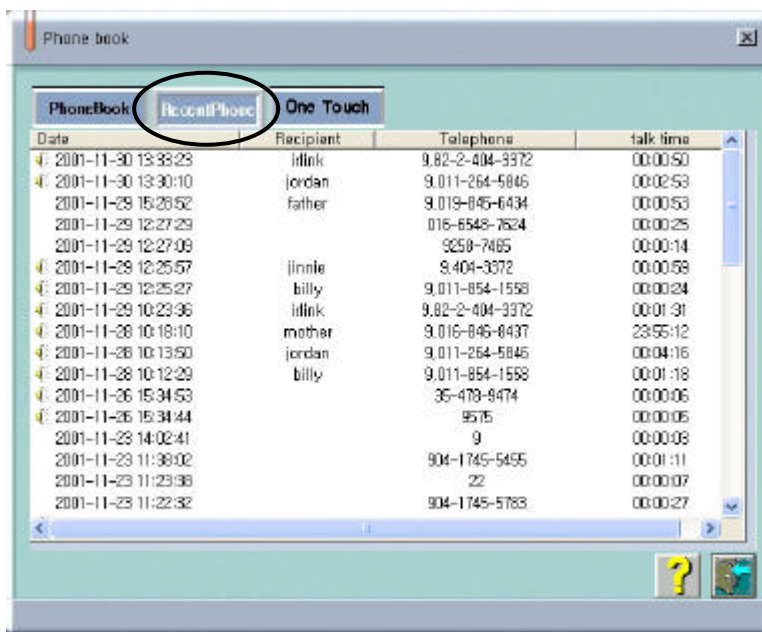 Phone book
PhoneBook RecentPhone One Touch
Date Recipient Telephone talk time
2001-11-30 13:33:23 irlink 9,82-2-404-3372 00:00:50
2001-11-30 13:30:10 jordan 9,011-264-5846 00:02:53
2001-11-29 15:28:52 father 9,019-845-6434 00:00:53
2001-11-29 12:27:29 016-6548-7624 00:00:25
2001-11-29 12:27:09 9258-7465 00:00:14
2001-11-29 12:25:57 jinnie 9,404-3372 00:00:59
2001-11-29 12:25:27 billy 9,011-854-1558 00:00:24
2001-11-29 10:23:36 irlink 9,82-2-404-3372 00:01:31
2001-11-28 10:18:10 mother 9,016-846-8437 23:55:12
2001-11-28 10:13:50 jordan 9,011-264-5846 00:04:16
2001-11-28 10:12:29 billy 9,011-854-1558 00:01:18
2001-11-26 15:34:53 35-478-9474 00:00:06
2001-11-26 15:34:44 9575 00:00:05
2001-11-23 14:02:41 9 00:00:03
2001-11-23 11:38:02 904-1745-5455 00:01:11
2001-11-23 11:23:38 22 00:00:07
2001-11-23 11:22:32 904-1745-5783 00:00:27